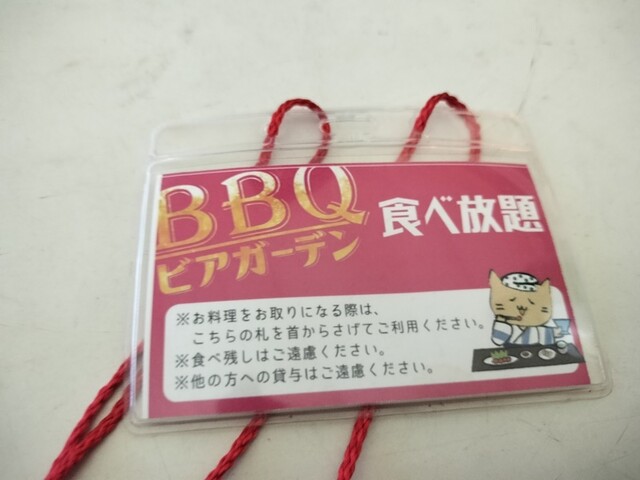 BBQ
ビアガーデン
食べ放題
※お料理をお取りになる際は、
こちらの札を首からさげてご利用ください。
※食べ残しはご遠慮ください。
※他の方への貸与はご遠慮ください。